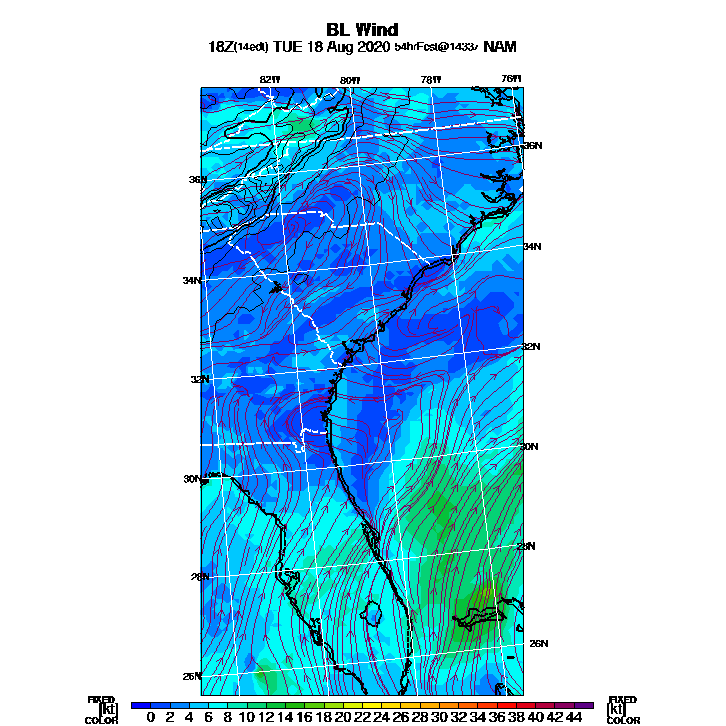 BL Wind
18Z(14edt) TUE 18 Aug 2020 54hrFcst@1433z NAM
82W 80W 78W 76W
36N 36N
34N 34N
32N 32N
30N 30N
28N 28N
26N 26N
FIXED FIXED
[kt] 0 2 4 6 8 10 12 14 16 18 20 22 24 26 28 30 32 34 36 38 40 42 44 [kt]
COLOR COLOR